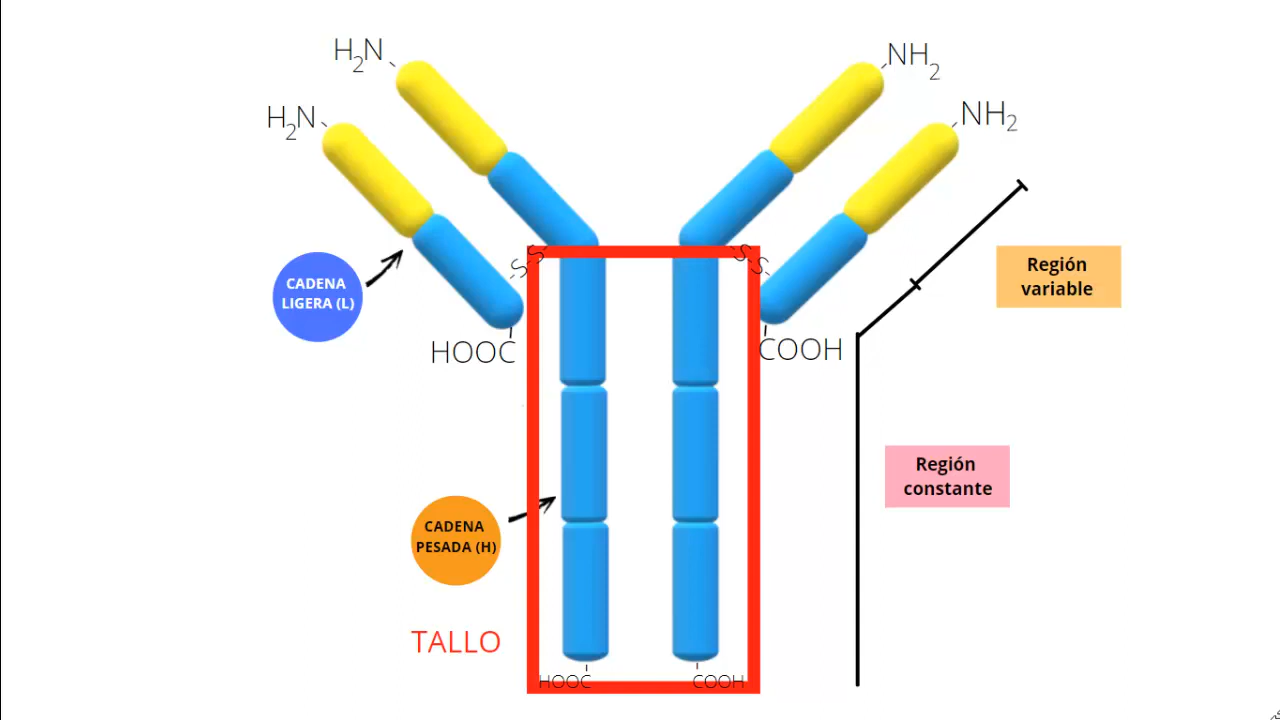 H2N
NH2
H2N
NH2
S-S
S-S
CADENA
LIGERA (L)
Región
variable
HOOC
COOH
Región
constante
CADENA
PESADA (H)
TALLO
HOOC
COOH